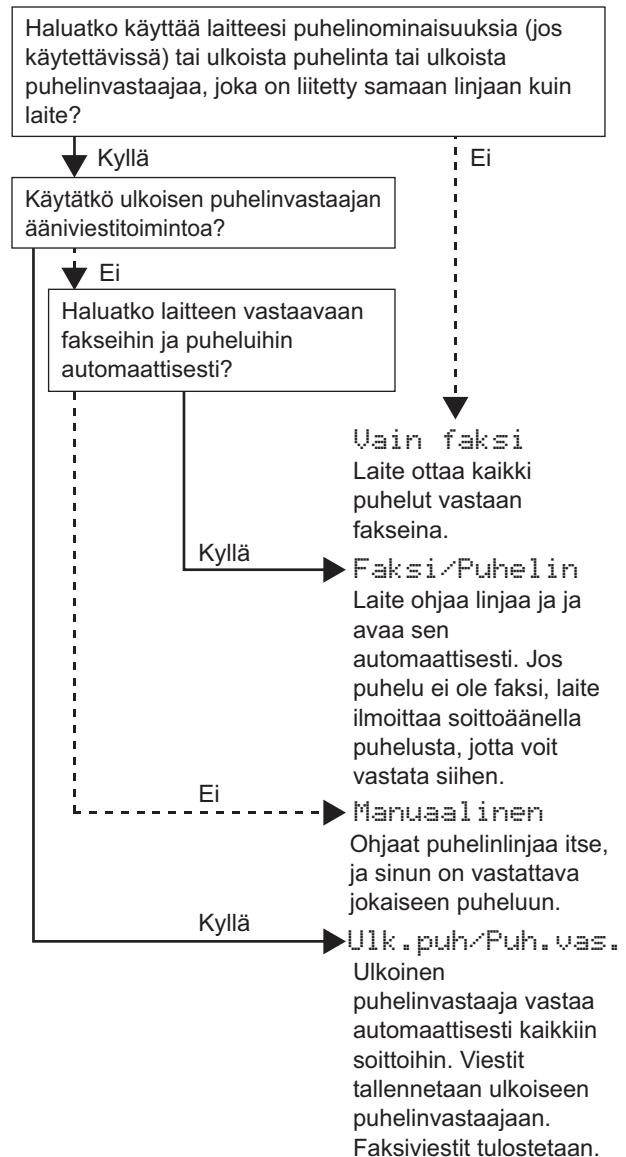 Haluatko käyttää laitteesi puhelinominaisuuksia (jos
käytettävissä) tai ulkoista puhelinta tai ulkoista
puhelinvastaajaa, joka on liitetty samaan linjaan kuin
laite?
Kyllä
Ei
Käytätkö ulkoisen puhelinvastaajan
ääniviestitoimintoa?
Ei
Haluatko laitteen vastaavaan
fakseihin ja puheluihin
automaattisesti?
Vain faksi
Laite ottaa kaikki
puhelut vastaan
fakseina.
Kyllä
Faksi/Puhelin
Laite ohjaa linjaa ja ja
avaa sen
automaattisesti. Jos
puhelu ei ole faksi, laite
ilmoittaa soittoäänella
puhelusta, jotta voit
vastata siihen.
Ei
Manuaalinen
Ohjaat puhelinlinjaa itse,
ja sinun on vastattava
jokaiseen puheluun.
Kyllä
Ulk.puh/Puh.vas.
Ulkoinen
puhelinvastaaja vastaa
automaattisesti kaikkiin
soittoihin. Viestit
tallennetaan ulkoiseen
puhelinvastaajaan.
Faksiviestit tulostetaan.